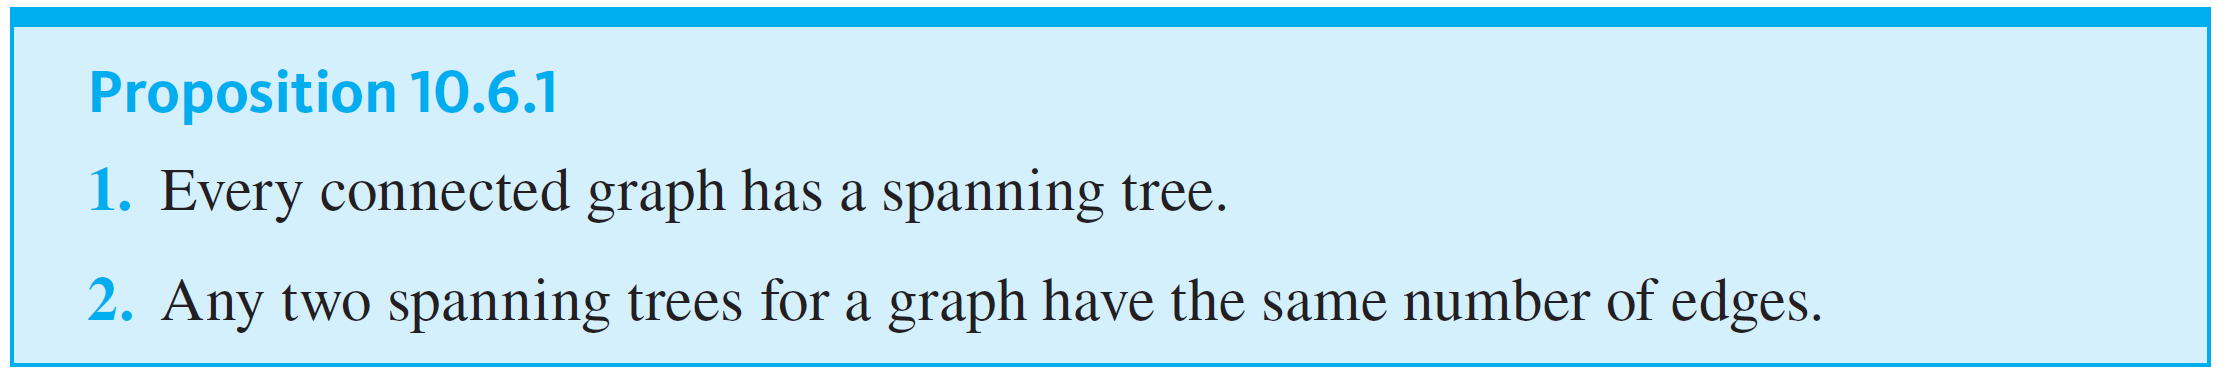 Proposition 10.6.1
1. Every connected graph has a spanning tree.
2. Any two spanning trees for a graph have the same number of edges.